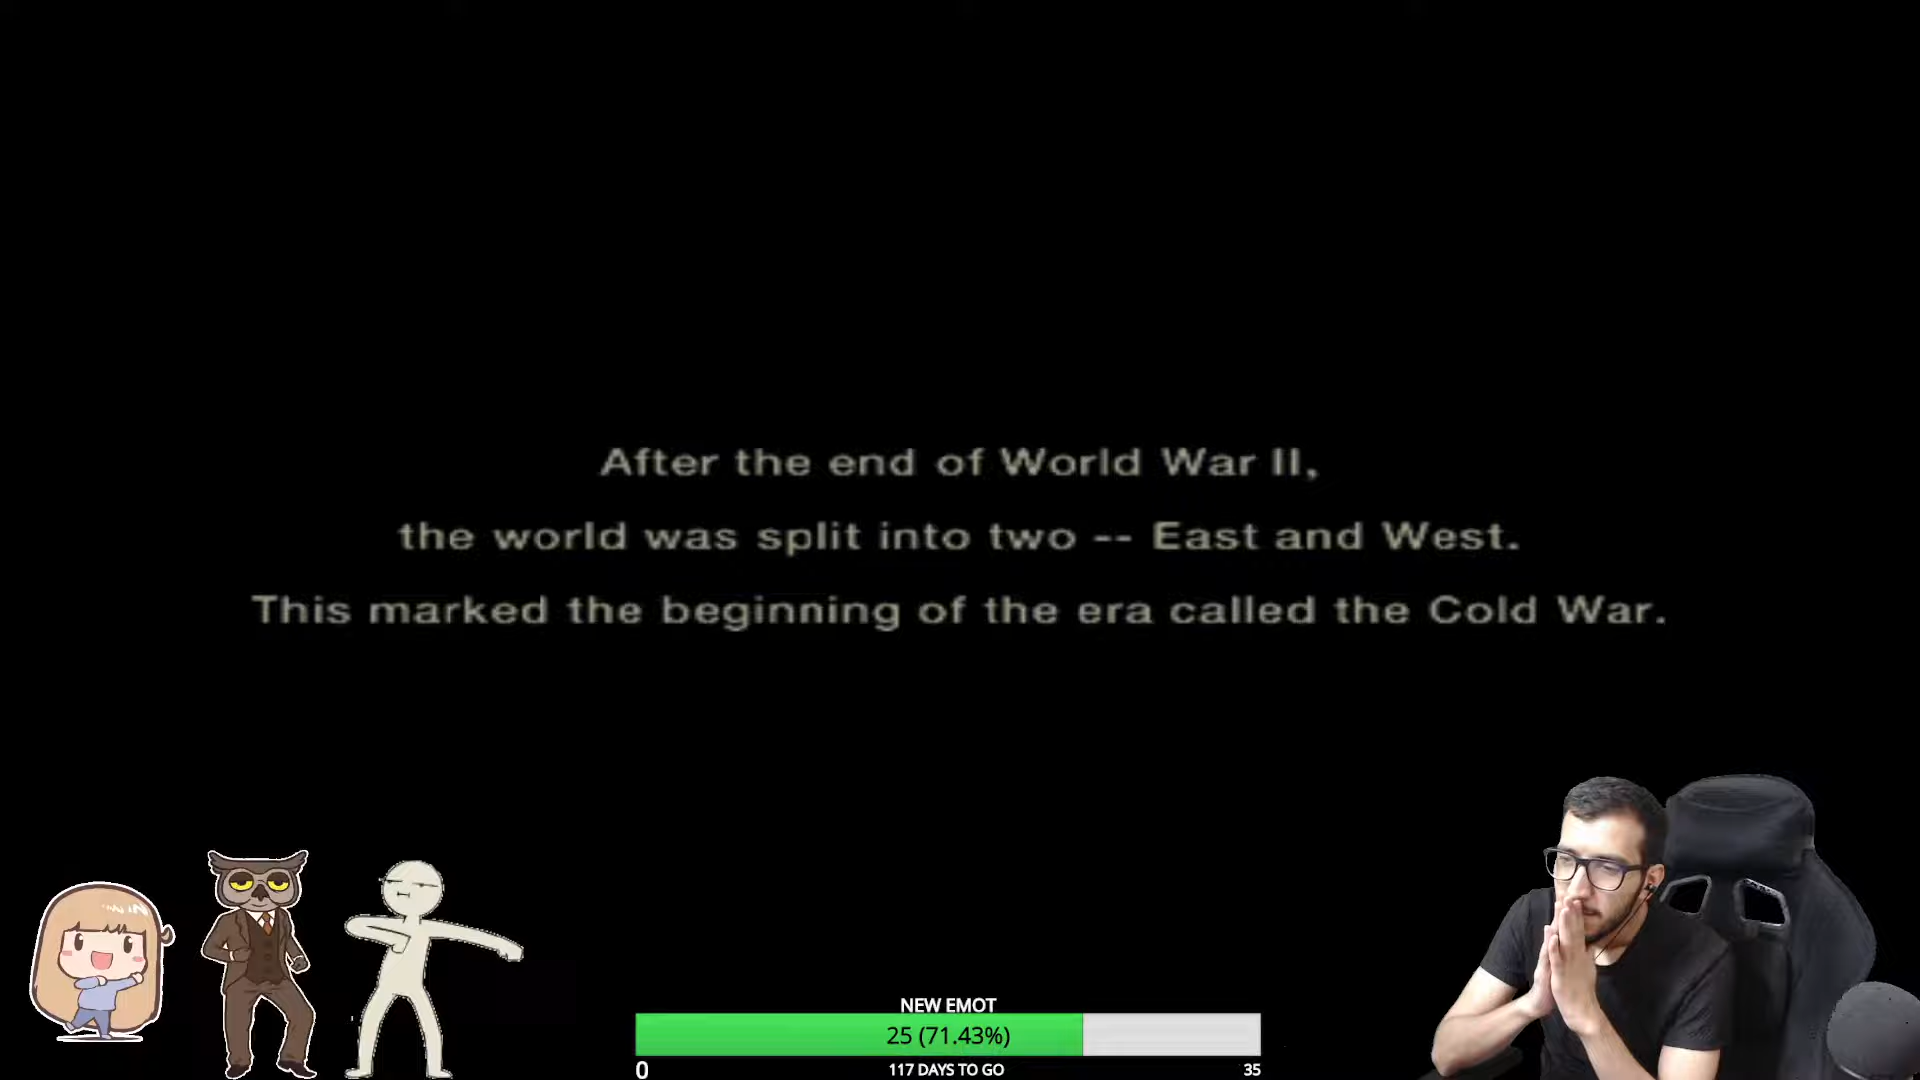 After the end of World War II,
the world was split into two -- East and West.
This marked the beginning of the era called the Cold War.
NEW EMOT
25 (71.43%)
0
117 DAYS TO GO
35